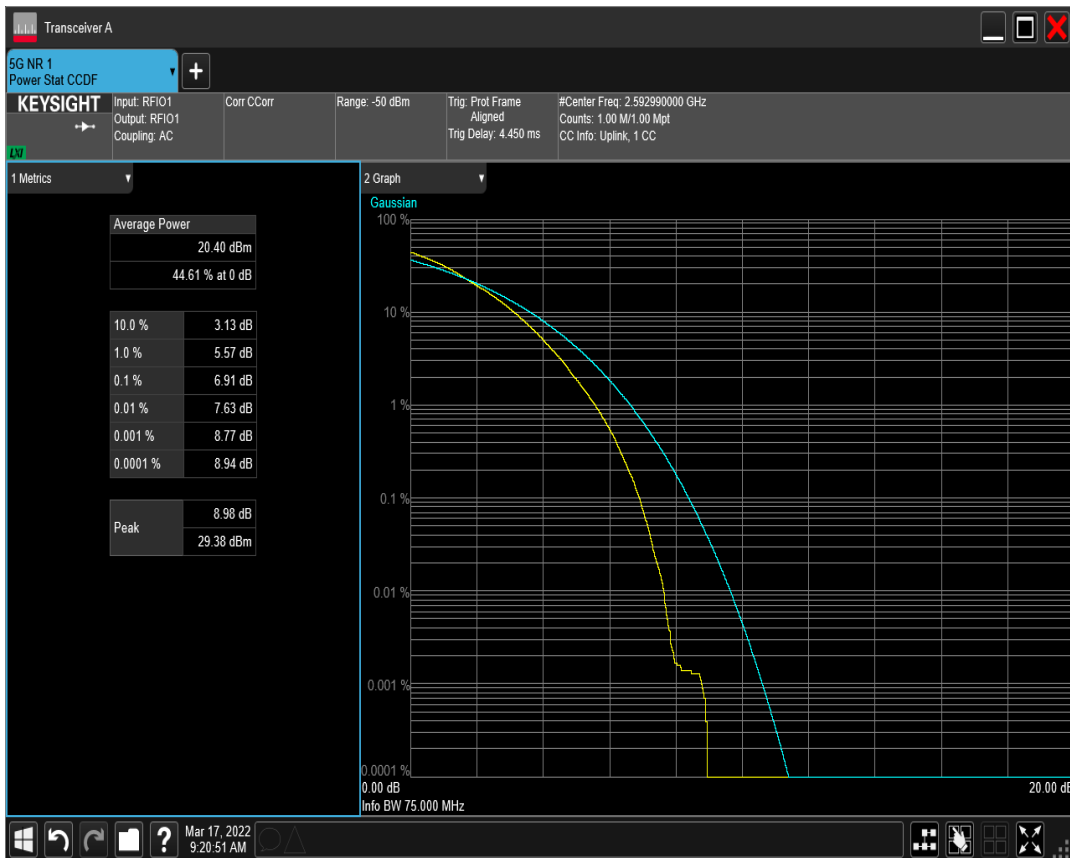 Transceiver A
5G NR 1
Power Stat CCDF
KEYSIGHT
LXI
Input: RFIO1
Output: RFIO1
Coupling: AC
Corr CCorr
Range: -50 dBm
Trig: Prot Frame
Aligned
Trig Delay: 4.450 ms
#Center Freq: 2.592990000 GHz
Counts: 1.00 M/1.00 Mpt
CC Info: Uplink, 1 CC
1 Metrics
Average Power
20.40 dBm
44.61 % at 0 dB
10.0 % 3.13 dB
1.0 % 5.57 dB
0.1 % 6.91 dB
0.01 % 7.63 dB
0.001 % 8.77 dB
0.0001 % 8.94 dB
Peak
8.98 dB
29.38 dBm
2 Graph
Gaussian
100 %
10 %
1 %
0.1 %
0.01 %
0.001 %
0.0001 %
0.00 dB 20.00 dB
Info BW 75.000 MHz
?
Mar 17, 2022
9:20:51 AM